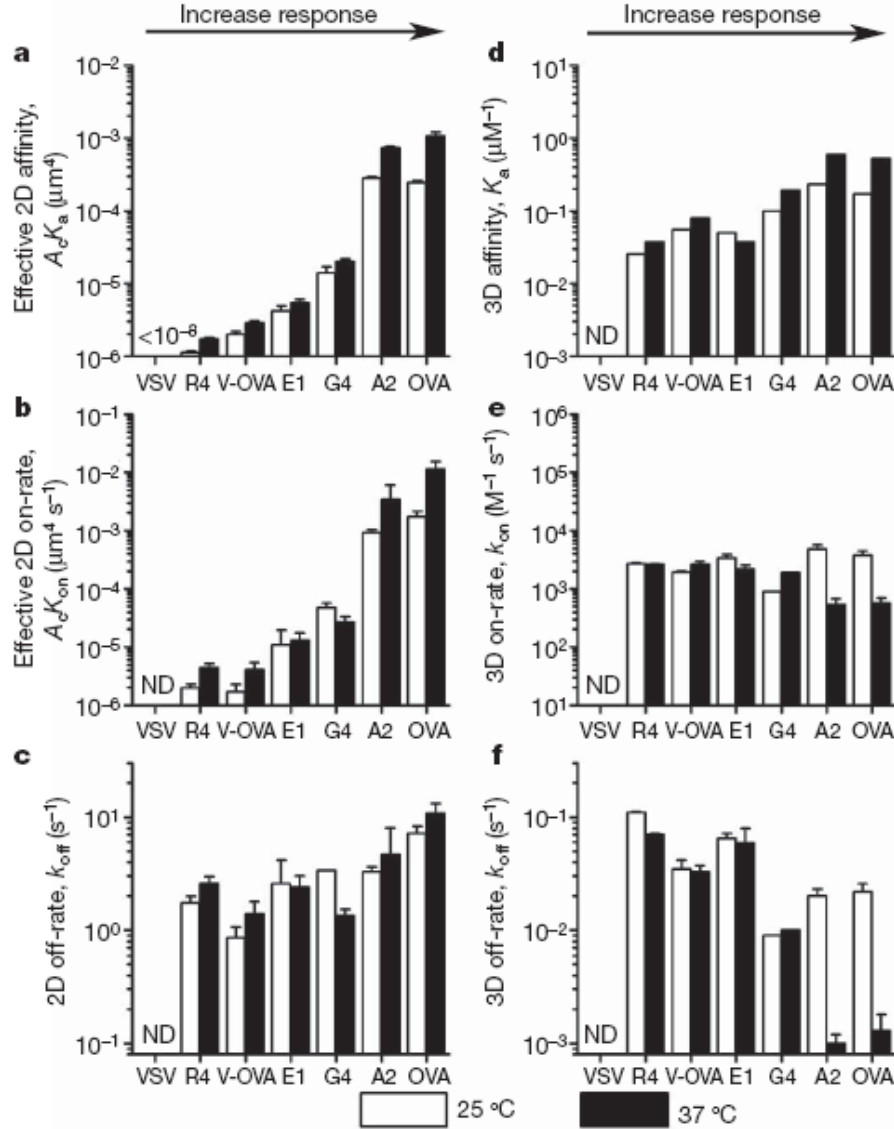 Increase response
a
Effective 2D affinity,
AcKa (μm⁴)
10⁻²
10⁻³
10⁻⁴
10⁻⁵
10⁻⁶
<10⁻⁸
VSV R4 V-OVA E1 G4 A2 OVA
b
Effective 2D on-rate,
AcKon (μm⁴ s⁻¹)
10⁻¹
10⁻²
10⁻³
10⁻⁴
10⁻⁵
10⁻⁶
ND
VSV R4 V-OVA E1 G4 A2 OVA
c
2D off-rate, koff (s⁻¹)
10¹
10⁰
10⁻¹
ND
VSV R4 V-OVA E1 G4 A2 OVA
Increase response
d
3D affinity, Ka (μM⁻¹)
10¹
10⁰
10⁻¹
10⁻²
10⁻³
ND
VSV R4 V-OVA E1 G4 A2 OVA
e
3D on-rate, kon (M⁻¹ s⁻¹)
10⁶
10⁵
10⁴
10³
10²
10¹
ND
VSV R4 V-OVA E1 G4 A2 OVA
f
3D off-rate, koff (s⁻¹)
10⁻¹
10⁻²
10⁻³
ND
VSV R4 V-OVA E1 G4 A2 OVA
25 ºC
37 ºC